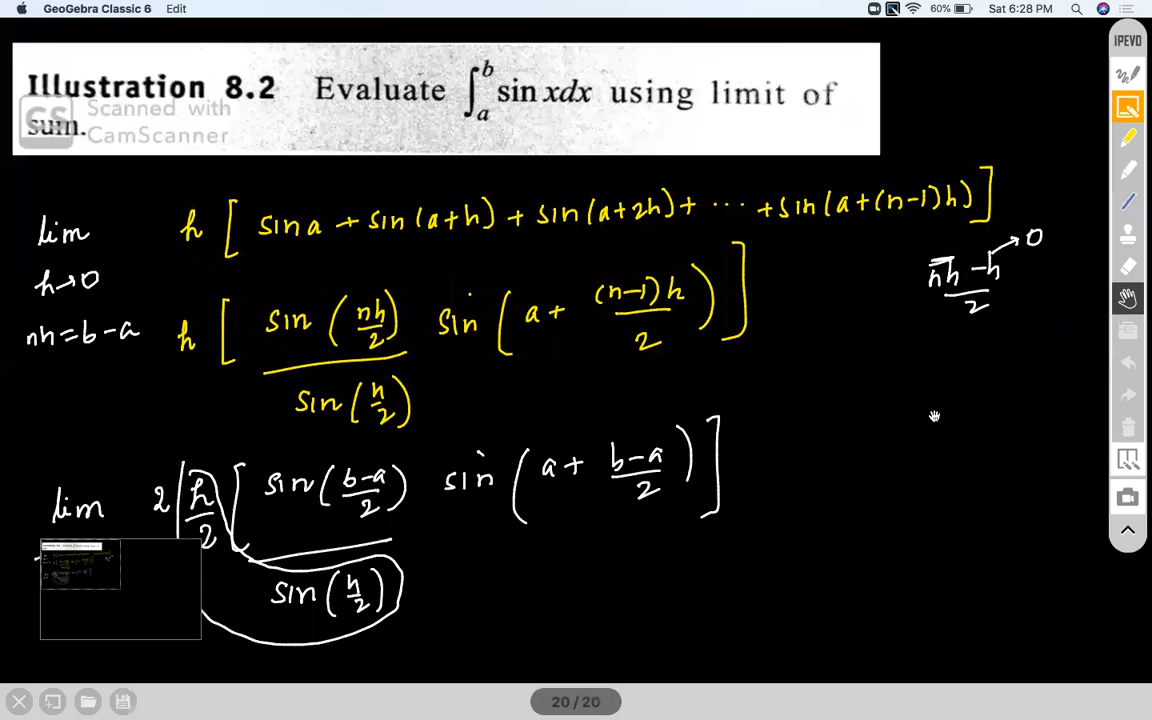 GeoGebra Classic 6 Edit 60% Sat 6:28 PM
IPEVO
Illustration 8.2 Evaluate ∫_a^b sin xdx using limit of
sum.
CS Scanned with
CamScanner
lim h→0 nh=b-a
h [ sin a + sin (a+h) + sin (a+2h) + ··· + sin (a+(n-1)h) ]
h [ sin (nh/2) / sin (h/2) sin (a + (n-1)h/2) ]
(nh - h)/2 → 0
lim 2 h/2 [ sin ((b-a)/2) / sin (h/2) sin (a + (b-a)/2) ]
20 / 20